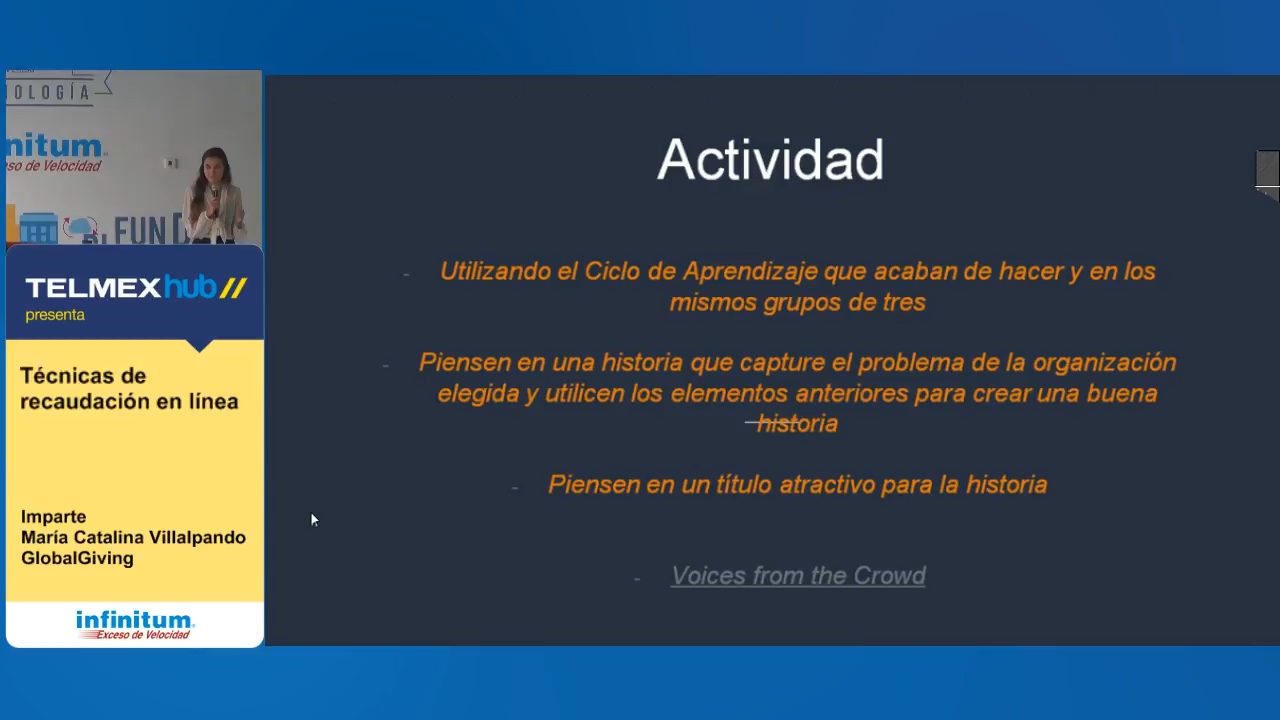 OLOGÍA
nitum
so de Velocidad
FUN D
TELMEXhub//
presenta
Técnicas de
recaudación en línea
Imparte
María Catalina Villalpando
GlobalGiving
infinitum
Exceso de Velocidad
Actividad
- Utilizando el Ciclo de Aprendizaje que acaban de hacer y en los
mismos grupos de tres
- Piensen en una historia que capture el problema de la organización
elegida y utilicen los elementos anteriores para crear una buena
historia
- Piensen en un título atractivo para la historia
- Voices from the Crowd